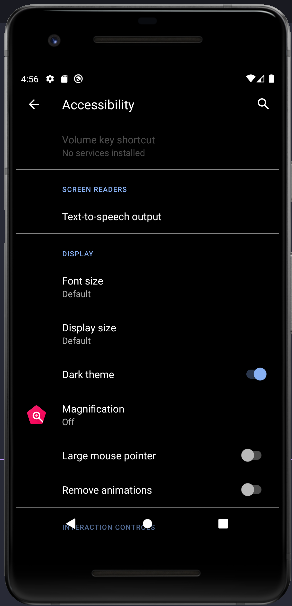 4:56
Accessibility
Volume key shortcut
No services installed
SCREEN READERS
Text-to-speech output
DISPLAY
Font size
Default
Display size
Default
Dark theme
Magnification
Off
Large mouse pointer
Remove animations
INTERACTION CONTROLS